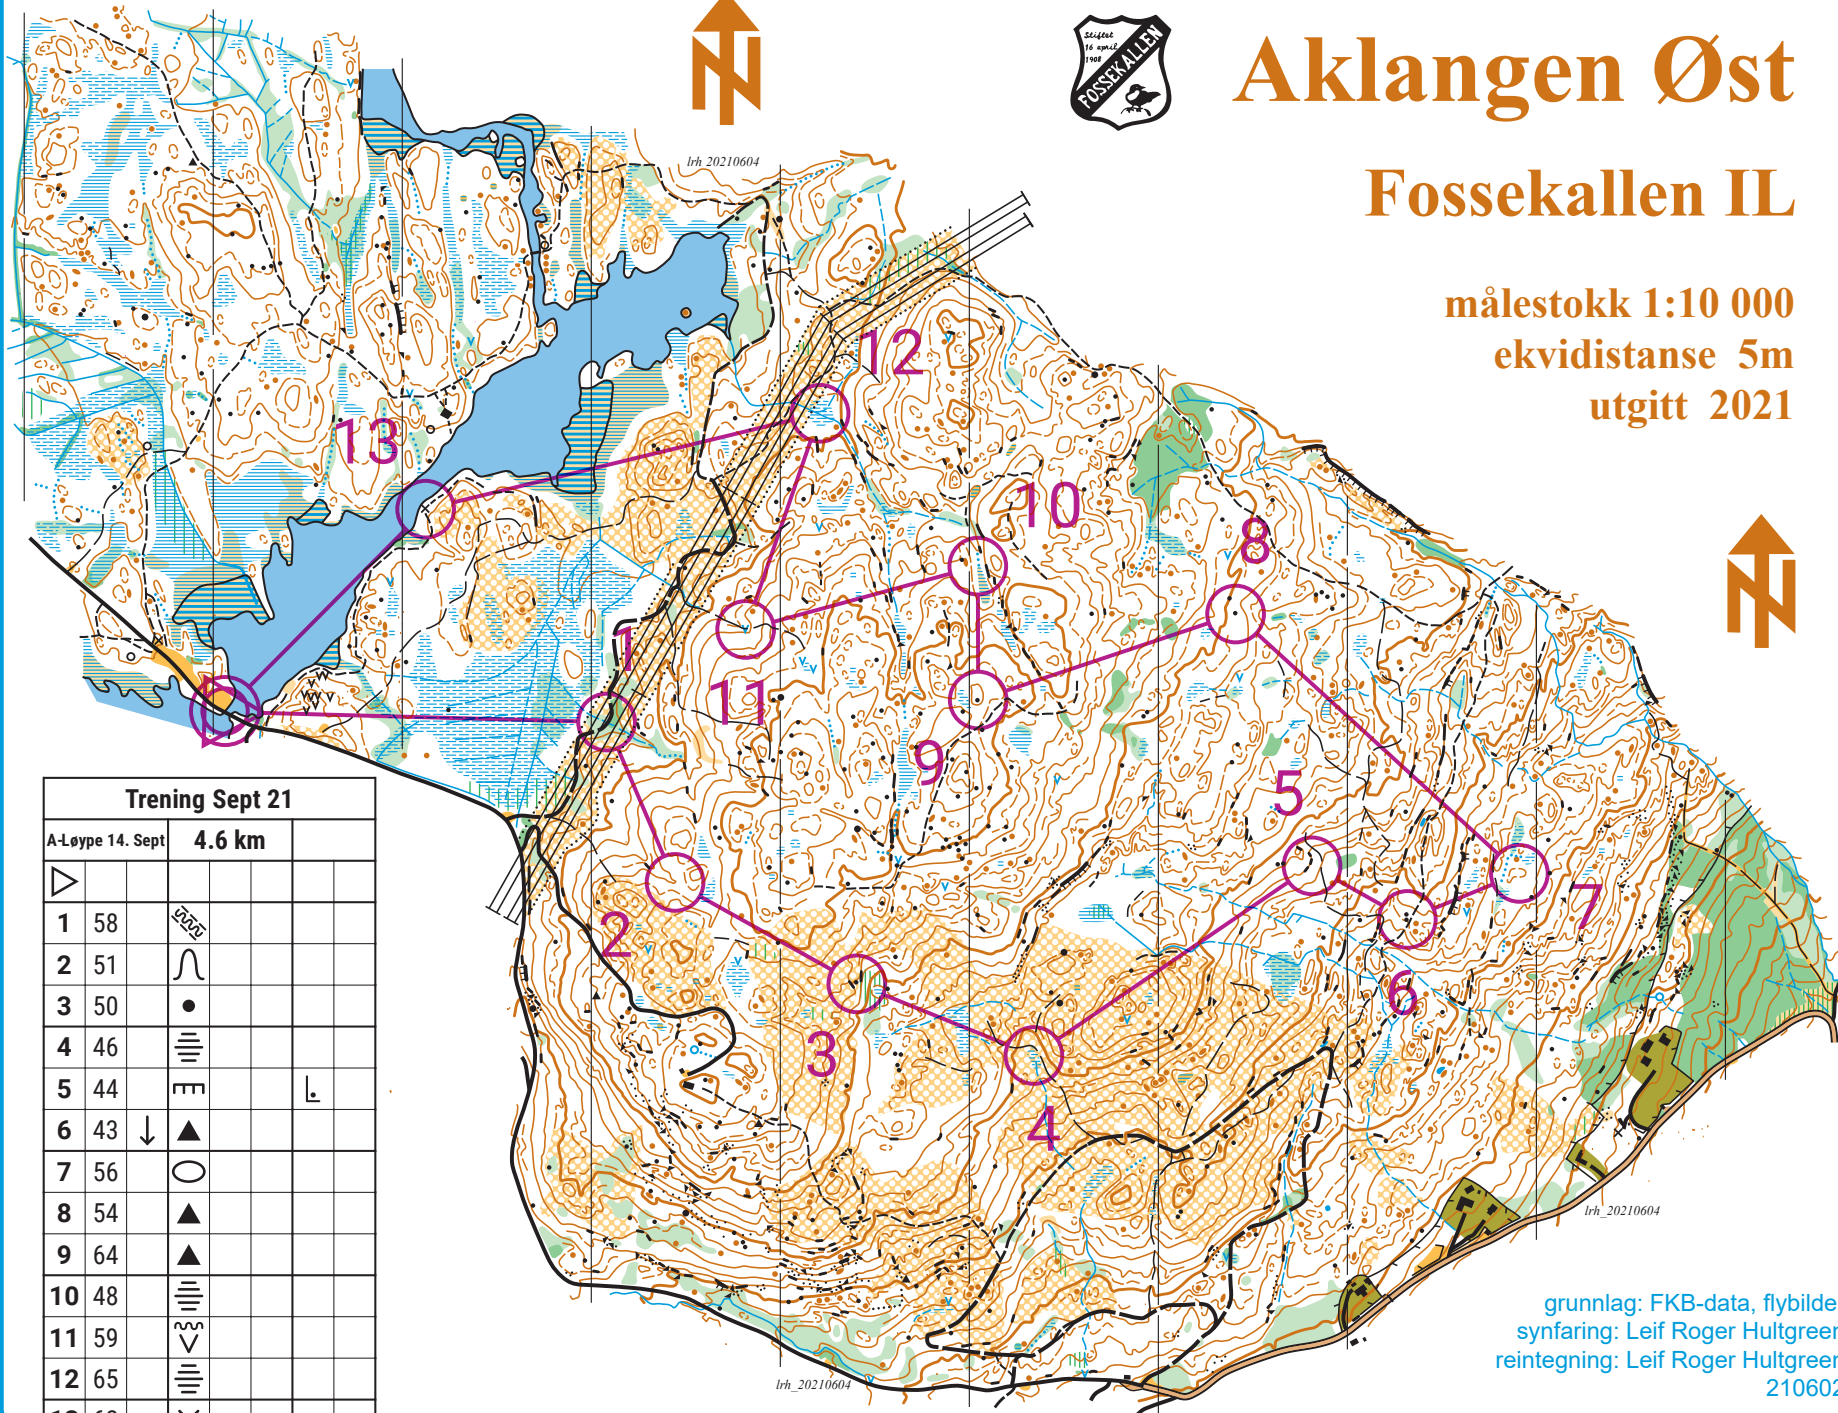 Stiftet
16 april
1908
FOSSEKALLEN
Aklangen Øst
Fossekallen IL
målestokk 1:10 000
ekvidistanse 5m
utgitt 2021
N
N
lrh_20210604
12
13
10
8
1
11
9
5
2
7
6
3
4
Trening Sept 21
A-Løype 14. Sept 4.6 km
1 58
2 51
3 50
4 46
5 44
6 43
7 56
8 54
9 64
10 48
11 59
12 65
lrh_20210604
lrh_20210604
grunnlag: FKB-data, flybilde
synfaring: Leif Roger Hultgreen
reintegning: Leif Roger Hultgreen
210602